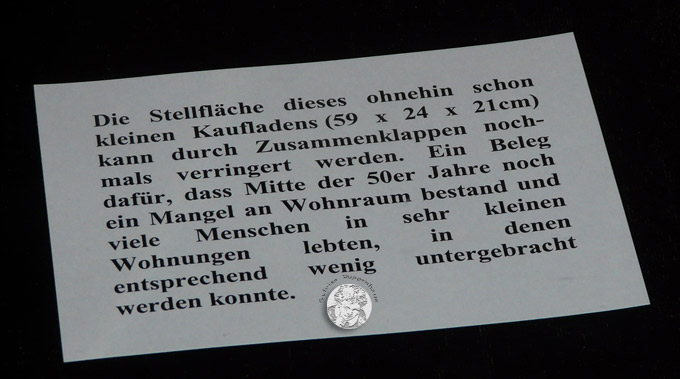 Die Stellfläche dieses ohnehin schon
kleinen Kaufladens (59 x 24 x 21cm)
kann durch Zusammenklappen noch-
mals verringert werden. Ein Beleg
dafür, dass Mitte der 50er Jahre noch
ein Mangel an Wohnraum bestand und
viele Menschen in sehr kleinen
Wohnungen lebten, in denen
entsprechend wenig untergebracht
werden konnte.